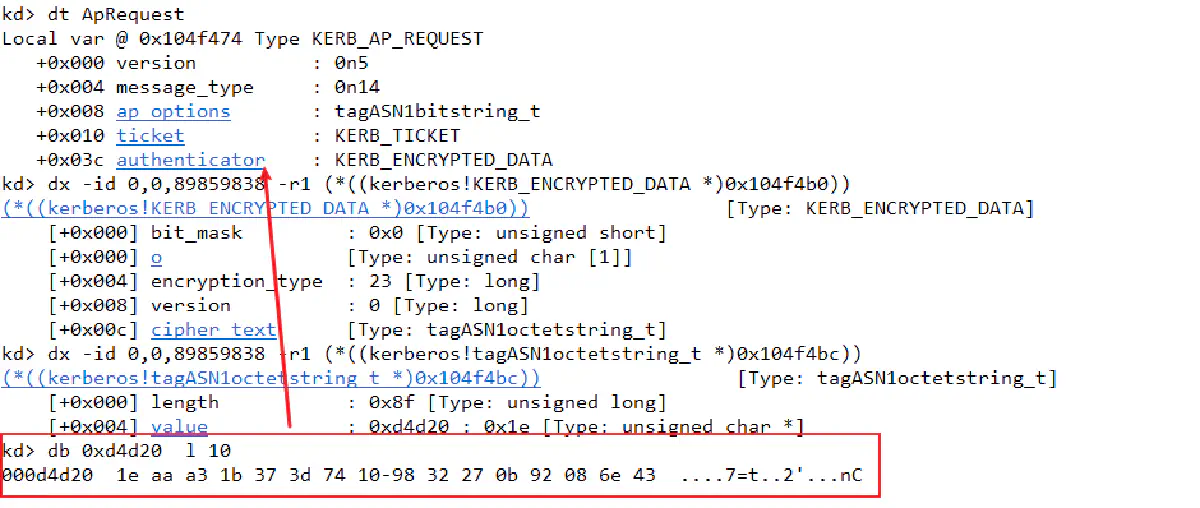 kd> dt ApRequest
Local var @ 0x104f474 Type KERB_AP_REQUEST
+0x000 version : 0n5
+0x004 message_type : 0n14
+0x008 ap_options : tagASN1bitstring_t
+0x010 ticket : KERB_TICKET
+0x03c authenticator : KERB_ENCRYPTED_DATA
kd> dx -id 0,0,89859838 -r1 (*((kerberos!KERB_ENCRYPTED_DATA *)0x104f4b0))
(*((kerberos!KERB_ENCRYPTED_DATA *)0x104f4b0)) [Type: KERB_ENCRYPTED_DATA]
[+0x000] bit_mask : 0x0 [Type: unsigned short]
[+0x000] o [Type: unsigned char [1]]
[+0x004] encryption_type : 23 [Type: long]
[+0x008] version : 0 [Type: long]
[+0x00c] cipher_text [Type: tagASN1octetstring_t]
kd> dx -id 0,0,89859838 -r1 (*((kerberos!tagASN1octetstring_t *)0x104f4bc))
(*((kerberos!tagASN1octetstring_t *)0x104f4bc)) [Type: tagASN1octetstring_t]
[+0x000] length : 0x8f [Type: unsigned long]
[+0x004] value : 0xd4d20 : 0x1e [Type: unsigned char *]
kd> db 0xd4d20 l 10
000d4d20 1e aa a3 1b 37 3d 74 10-98 32 27 0b 92 08 6e 43 ....7=t..2'...nC